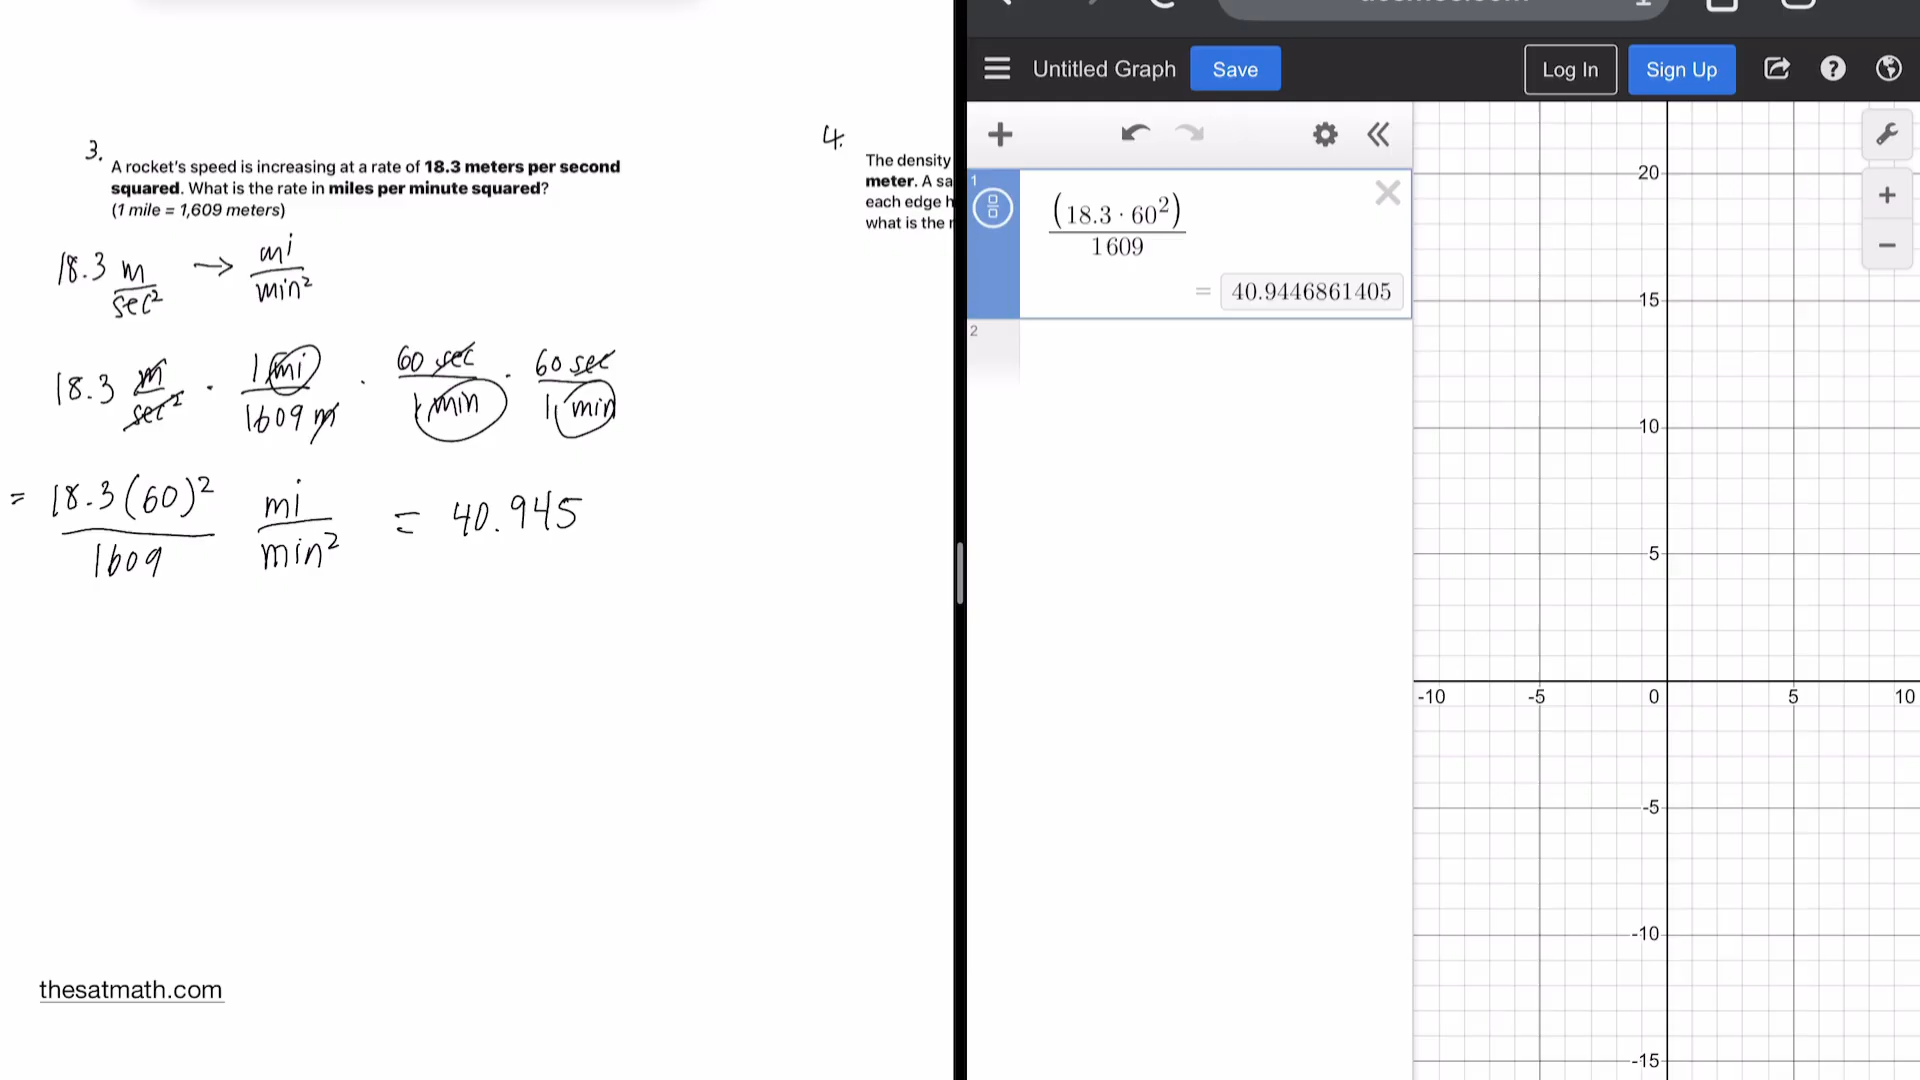 3.
A rocket's speed is increasing at a rate of 18.3 meters per second
squared. What is the rate in miles per minute squared?
(1 mile = 1,609 meters)
18.3 m/sec² → mi/min²
18.3 m/sec² · 1 mi/1609 m · 60 sec/1 min · 60 sec/1 min
= 18.3(60)²/1609 mi/min² = 40.945
thesatmath.com
4.
The density
meter. A sa
each edge h
what is the r
Untitled Graph
Save
Log In
Sign Up
1
(18.3 · 60²)
1609
= 40.9446861405
2
20
15
10
5
-10 -5 0 5 10
-5
-10
-15